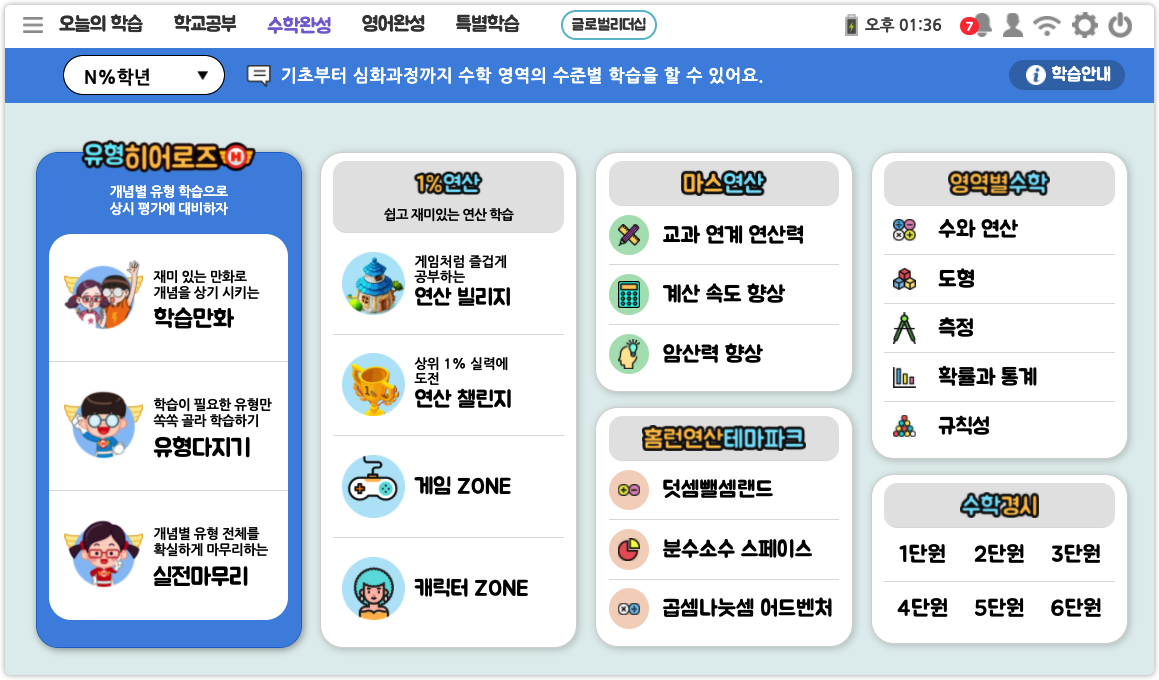 오늘의 학습 학교공부 수학완성 영어완성 특별학습 글로벌리더십 오후 01:36 7
N%학년 ▼ 기초부터 심화과정까지 수학 영역의 수준별 학습을 할 수 있어요. i 학습안내
유형히어로즈 H
개념별 유형 학습으로
상시 평가에 대비하자
재미 있는 만화로
개념을 상기 시키는
학습만화
학습이 필요한 유형만
쏙쏙 골라 학습하기
유형다지기
개념별 유형 전체를
확실하게 마무리하는
실전마무리
1%연산
쉽고 재미있는 연산 학습
게임처럼 즐겁게
공부하는
연산 빌리지
상위 1% 실력에
도전
1%
연산 챌린지
게임 ZONE
캐릭터 ZONE
마스연산
교과 연계 연산력
계산 속도 향상
암산력 향상
홈런연산테마파크
덧셈뺄셈랜드
분수소수 스페이스
곱셈나눗셈 어드벤처
영역별수학
수와 연산
도형
측정
확률과 통계
규칙성
수학경시
1단원 2단원 3단원
4단원 5단원 6단원